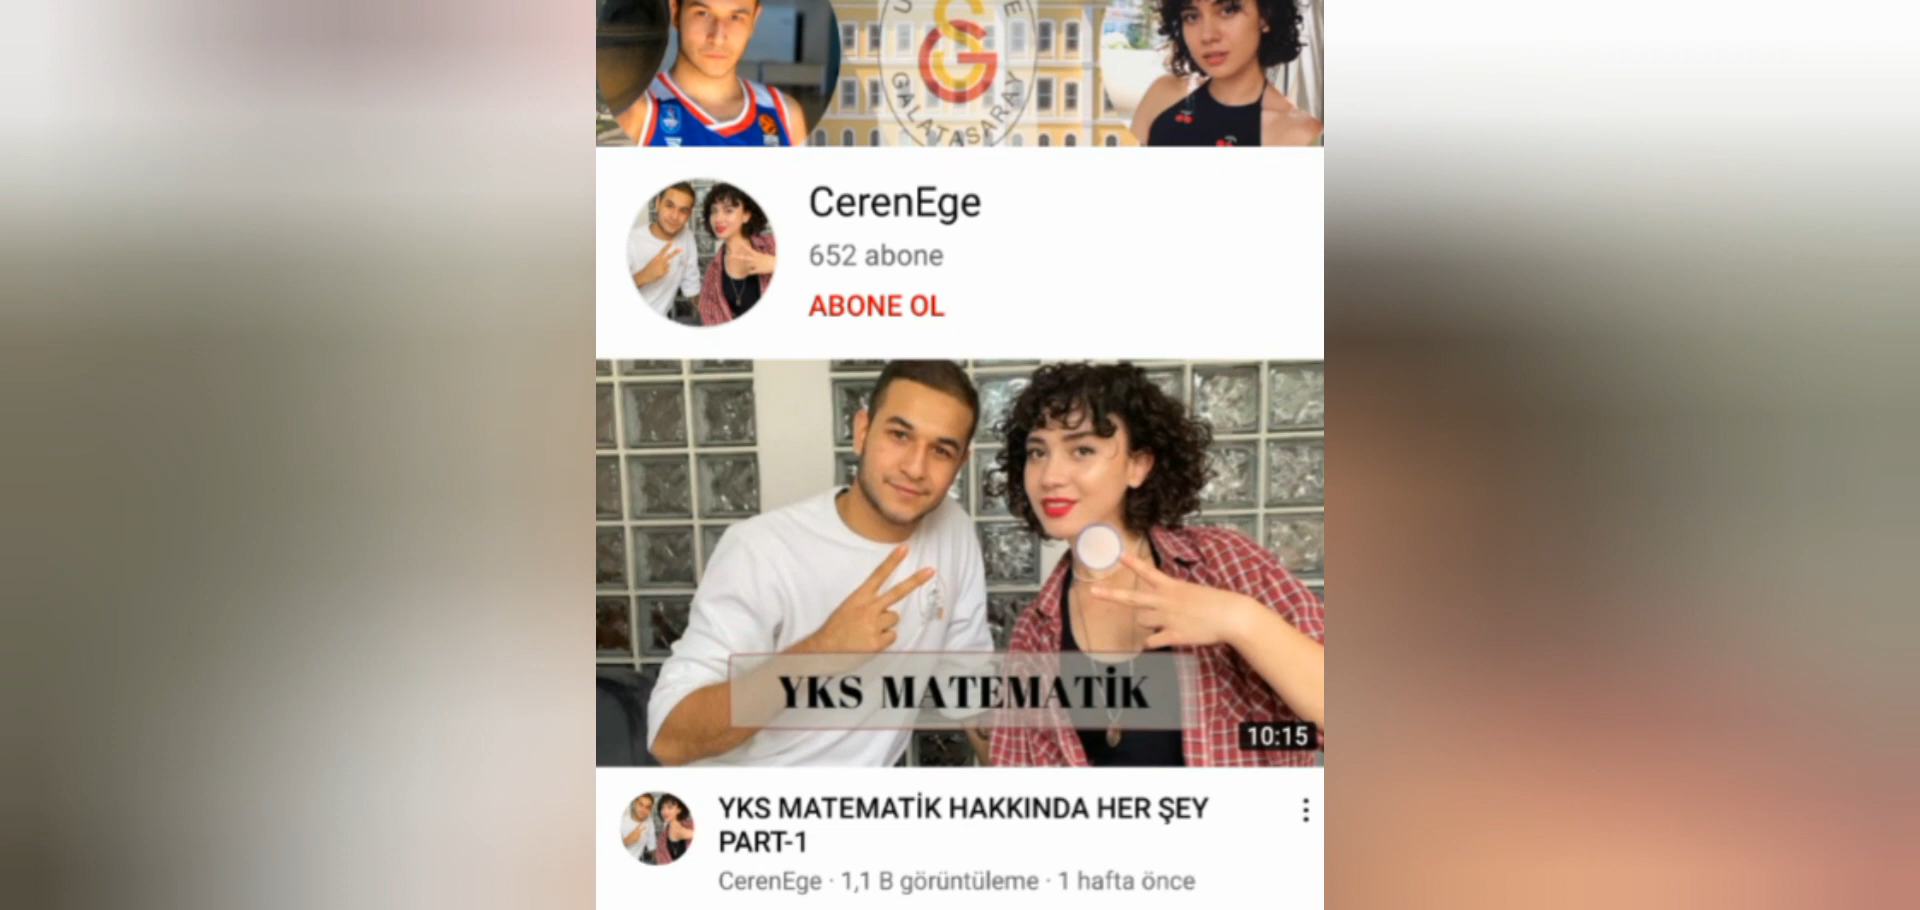 GALATASARAY
CerenEge
652 abone
ABONE OL
YKS MATEMATİK
10:15
YKS MATEMATİK HAKKINDA HER ŞEY
PART-1
CerenEge · 1,1 B görüntüleme · 1 hafta önce